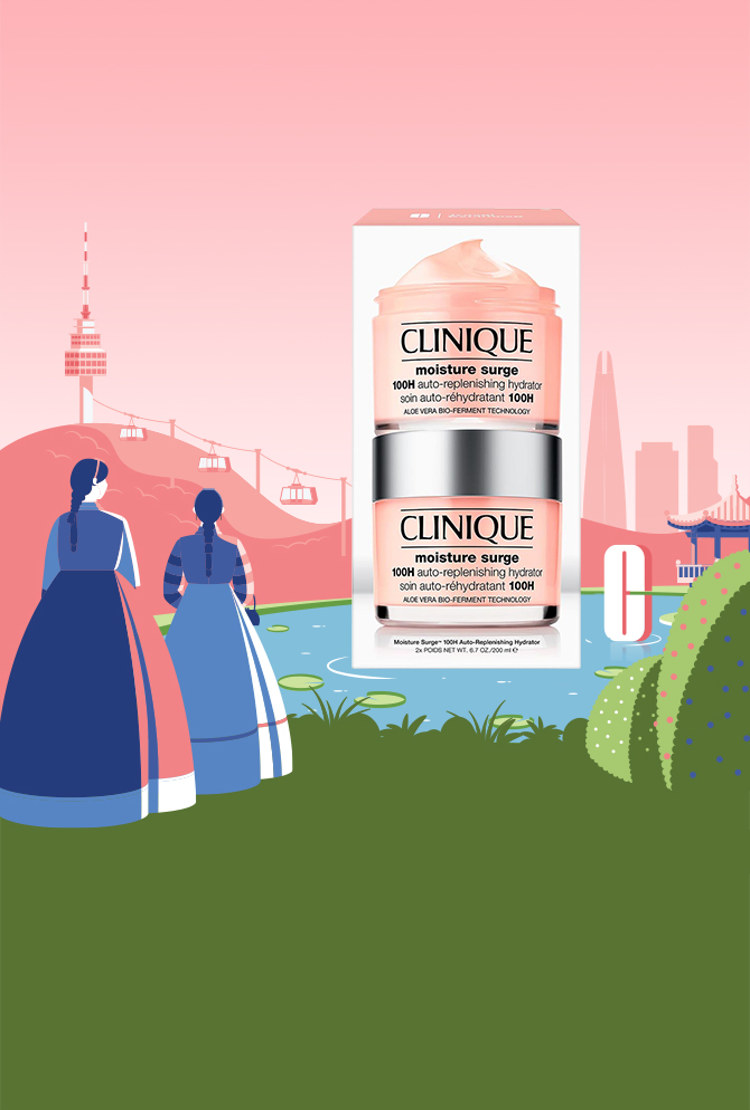 CLINIQUE
moisture surge
100H auto-replenishing hydrator
soin auto-réhydratant 100H
ALOE VERA BIO-FERMENT TECHNOLOGY
CLINIQUE
moisture surge
100H auto-replenishing hydrator
soin auto-réhydratant 100H
ALOE VERA BIO-FERMENT TECHNOLOGY
Moisture Surge™ 100H Auto-Replenishing Hydrator
2x POIDS NET WT. 6.7 OZ./200 ml ℮
C